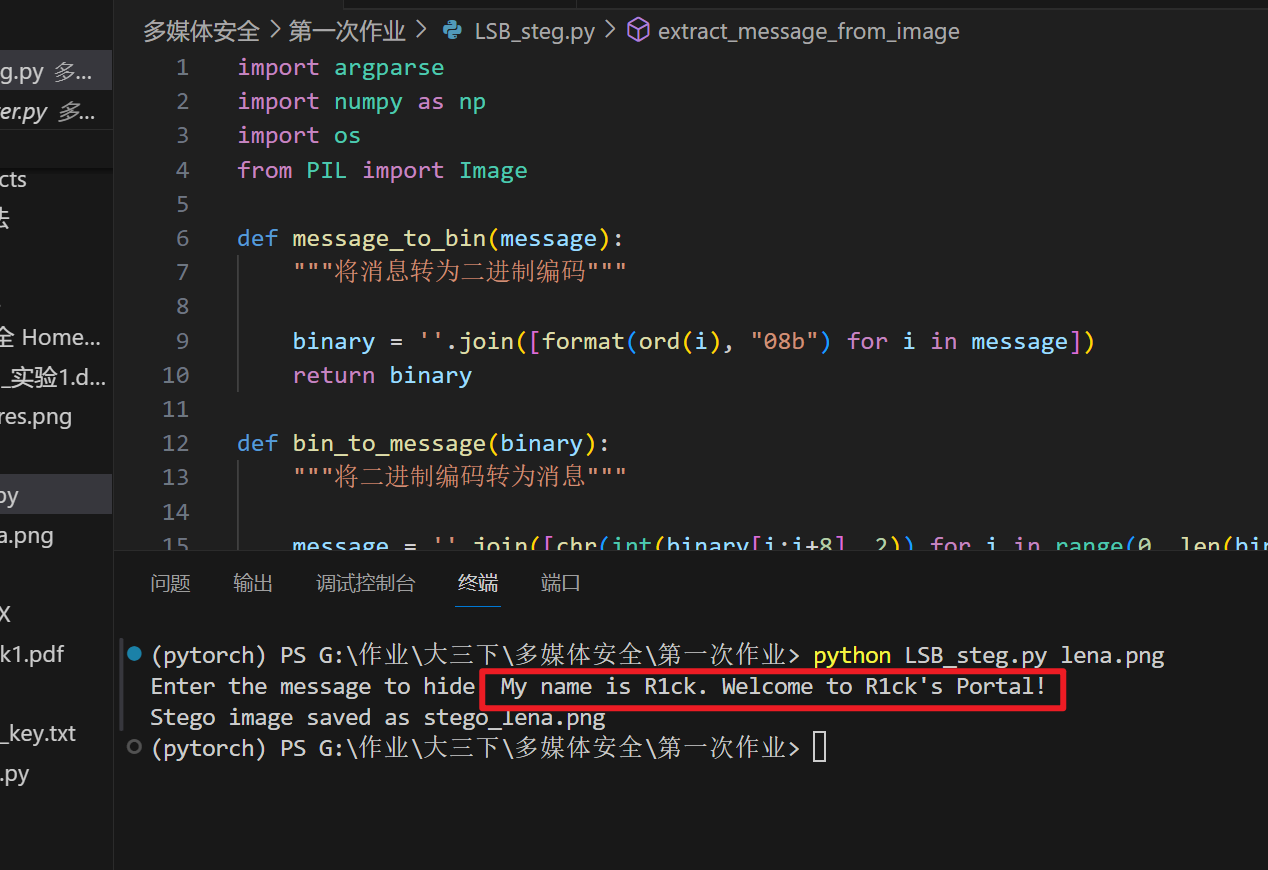 g.py 多...
er.py 多...
cts
法
全 Home...
_实验1.d...
res.png
py
a.png
X
k1.pdf
_key.txt
.py
多媒体安全 > 第一次作业 > LSB_steg.py > extract_message_from_image
1 import argparse
2 import numpy as np
3 import os
4 from PIL import Image
5
6 def message_to_bin(message):
7 """将消息转为二进制编码"""
8
9 binary = ''.join([format(ord(i), "08b") for i in message])
10 return binary
11
12 def bin_to_message(binary):
13 """将二进制编码转为消息"""
14
15 message = ''.join([chr(int(binary[i:i+8], 2)) for i in range(0, len(bin
问题 输出 调试控制台 终端 端口
(pytorch) PS G:\作业\大三下\多媒体安全\第一次作业> python LSB_steg.py lena.png
Enter the message to hide My name is R1ck. Welcome to R1ck's Portal!
Stego image saved as stego_lena.png
(pytorch) PS G:\作业\大三下\多媒体安全\第一次作业>